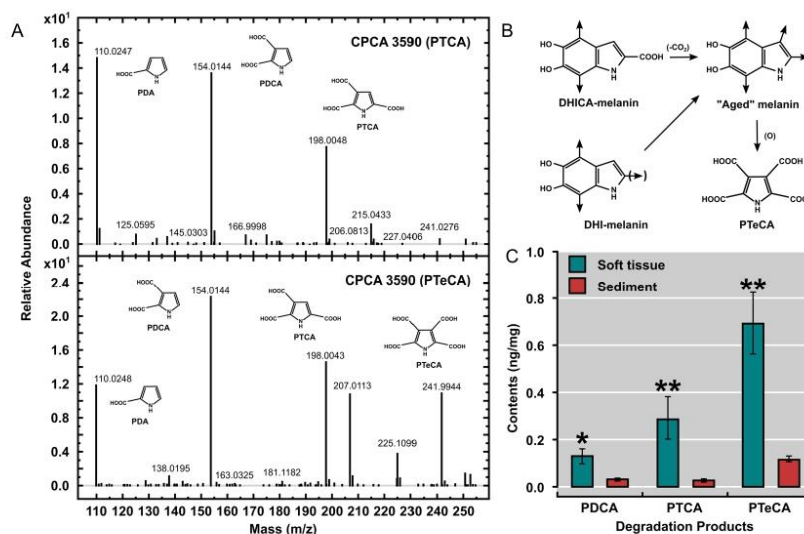 A
x10¹
CPCA 3590 (PTCA)
110.0247
154.0144
198.0048
125.0595
145.0303
166.9998
206.0813
215.0433
227.0406
241.0276
HOOC
N
H
PDA
HOOC
HOOC
N
H
PDCA
HOOC
HOOC
COOH
N
H
PTCA
1.6
1.4
1.2
1.0
0.8
0.6
0.4
0.2
0.0
Relative Abundance
x10¹
CPCA 3590 (PTeCA)
154.0144
110.0248
198.0043
207.0113
241.9944
225.1099
138.0195
163.0325
181.1182
HOOC
HOOC
N
H
PDCA
HOOC
HOOC
COOH
N
H
PTCA
HOOC
COOH
HOOC
COOH
N
H
PTeCA
HOOC
N
H
PDA
2.4
2.0
1.6
1.2
0.8
0.4
0.0
110 120 130 140 150 160 170 180 190 200 210 220 230 240 250
Mass (m/z)
B
HO
HO
N
H
COOH
DHICA-melanin
(-CO₂)
HO
HO
N
H
"Aged" melanin
HO
HO
N
H
( )
DHI-melanin
(O)
HOOC
COOH
HOOC
COOH
N
H
PTeCA
C
Soft tissue
Sediment
*
**
**
1.0
0.8
0.6
0.4
0.2
0.0
Contents (ng/mg)
PDCA PTCA PTeCA
Degradation Products